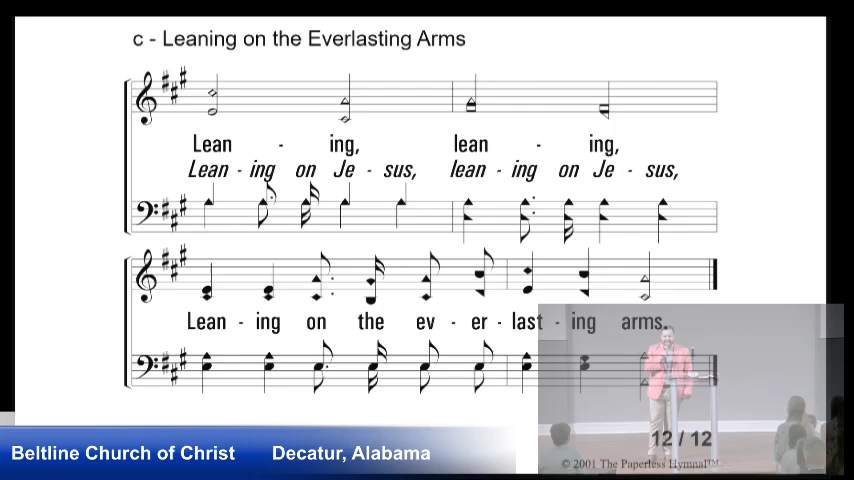 c - Leaning on the Everlasting Arms
Lean - ing, lean - ing,
Lean - ing on Je - sus, lean - ing on Je - sus,
Lean - ing on the ev - er - last - ing arms.
12 / 12
Beltline Church of Christ Decatur, Alabama
© 2001 The Paperless Hymnal™